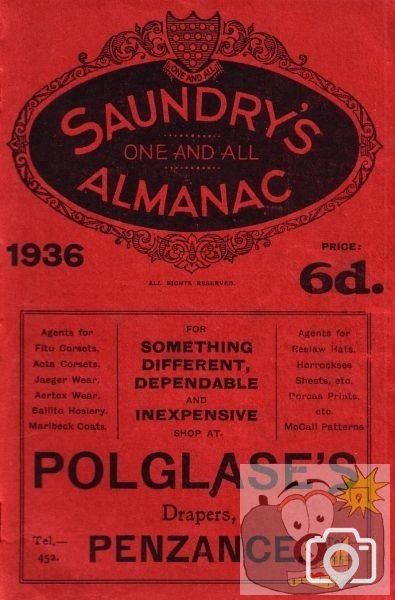 ONE AND ALL
SAUNDRY'S
ONE AND ALL
ALMANAC
1936
PRICE:
6d.
ALL RIGHTS RESERVED.
Agents for
Fitu Corsets,
Acta Corsets,
Jaeger Wear,
Aertex Wear,
Ballito Hosiery,
Marlbeck Coats.
FOR
SOMETHING
DIFFERENT,
DEPENDABLE
AND
INEXPENSIVE
SHOP AT-
Agents for
Reslaw Hats,
Horrockses
Sheets, etc.
Dorcas Prints,
etc.
McCall Patterns
POLGLASE'S
Drapers,
Tel.—
452.
PENZANCE